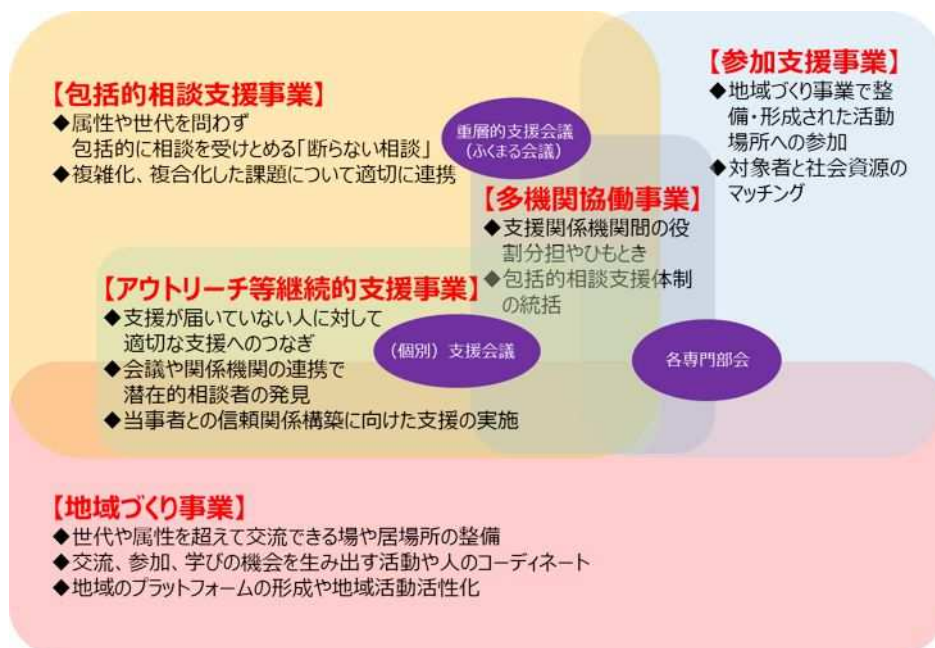 【包括的相談支援事業】
◆属性や世代を問わず
包括的に相談を受けとめる「断らない相談」
◆複雑化、複合化した課題について適切に連携
重層的支援会議
(ふくまる会議)
【参加支援事業】
◆地域づくり事業で整
備・形成された活動
場所への参加
◆対象者と社会資源の
マッチング
【多機関協働事業】
◆支援関係機関間の役
割分担やひもとき
◆包括的相談支援体制
の統括
【アウトリーチ等継続的支援事業】
◆支援が届いていない人に対して
適切な支援へのつなぎ
◆会議や関係機関の連携で
潜在的相談者の発見
◆当事者との信頼関係構築に向けた支援の実施
(個別) 支援会議
各専門部会
【地域づくり事業】
◆世代や属性を超えて交流できる場や居場所の整備
◆交流、参加、学びの機会を生み出す活動や人のコーディネート
◆地域のプラットフォームの形成や地域活動活性化